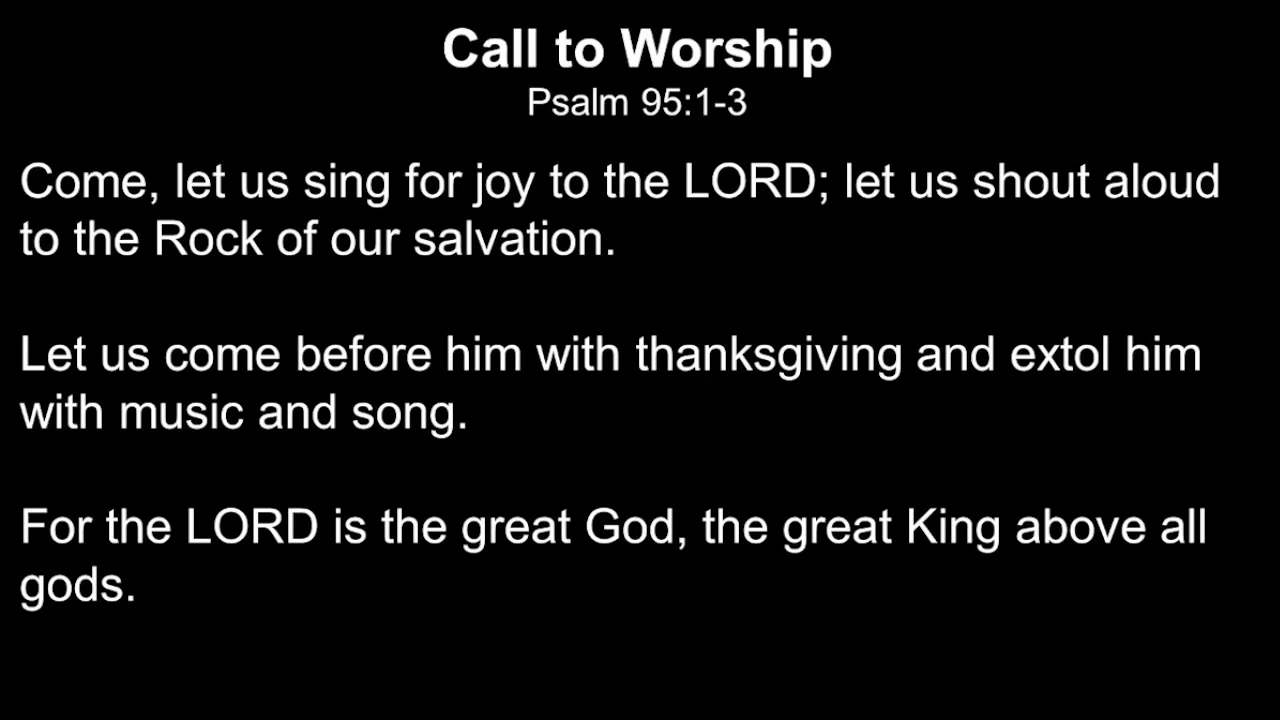 Call to Worship
Psalm 95:1-3
Come, let us sing for joy to the LORD; let us shout aloud
to the Rock of our salvation.
Let us come before him with thanksgiving and extol him
with music and song.
For the LORD is the great God, the great King above all
gods.